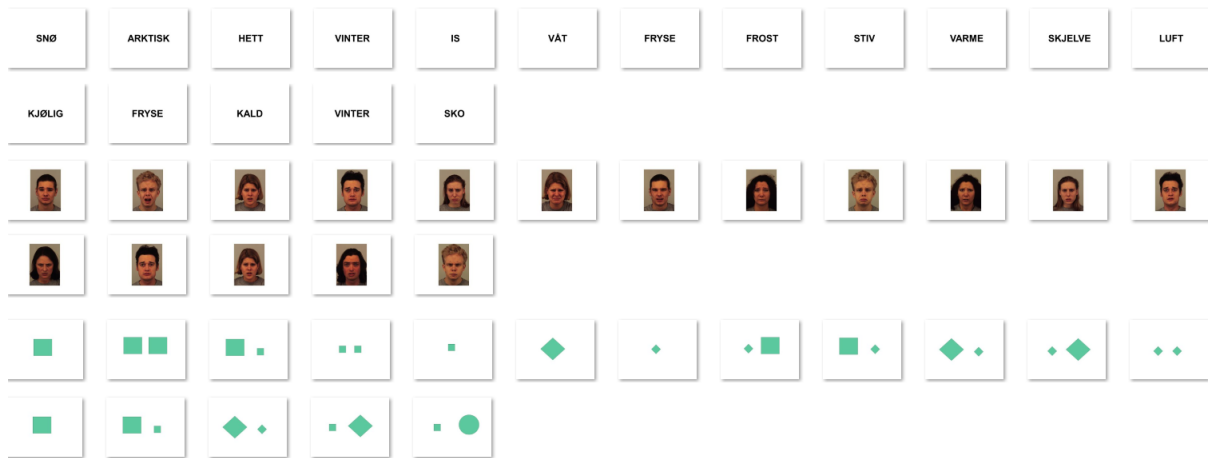 SNØ ARKTISK HETT VINTER IS VÅT FRYSE FROST STIV VARME SKJELVE LUFT
KJØLIG FRYSE KALD VINTER SKO